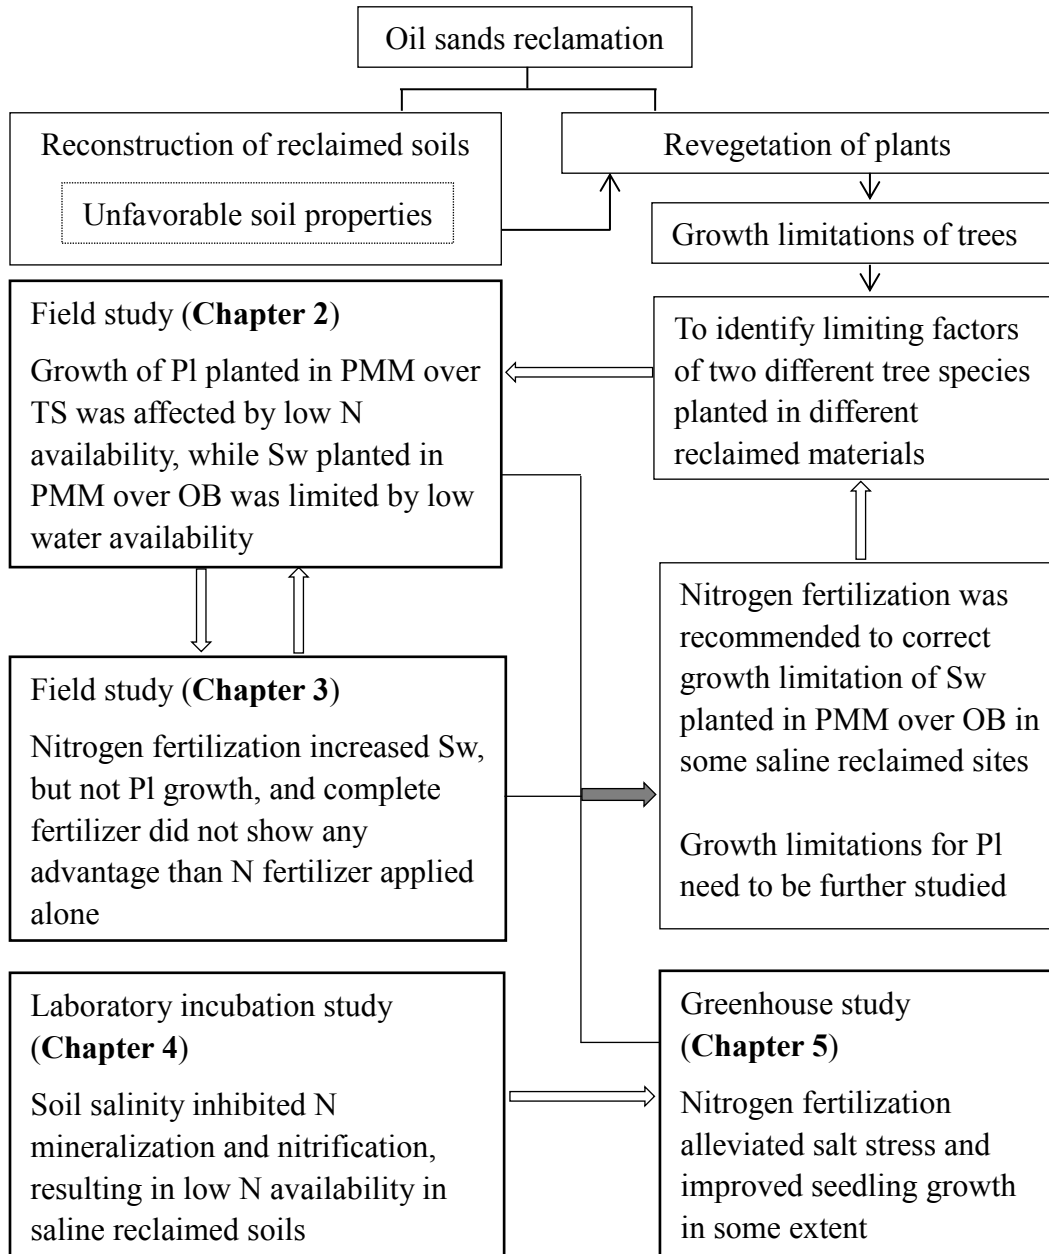 Oil sands reclamation
Reconstruction of reclaimed soils
Unfavorable soil properties
Revegetation of plants
Growth limitations of trees
To identify limiting factors
of two different tree species
planted in different
reclaimed materials
Field study (Chapter 2)
Growth of Pl planted in PMM over
TS was affected by low N
availability, while Sw planted in
PMM over OB was limited by low
water availability
Field study (Chapter 3)
Nitrogen fertilization increased Sw,
but not Pl growth, and complete
fertilizer did not show any
advantage than N fertilizer applied
alone
Nitrogen fertilization was
recommended to correct
growth limitation of Sw
planted in PMM over OB in
some saline reclaimed sites
Growth limitations for Pl
need to be further studied
Laboratory incubation study
(Chapter 4)
Soil salinity inhibited N
mineralization and nitrification,
resulting in low N availability in
saline reclaimed soils
Greenhouse study
(Chapter 5)
Nitrogen fertilization
alleviated salt stress and
improved seedling growth
in some extent